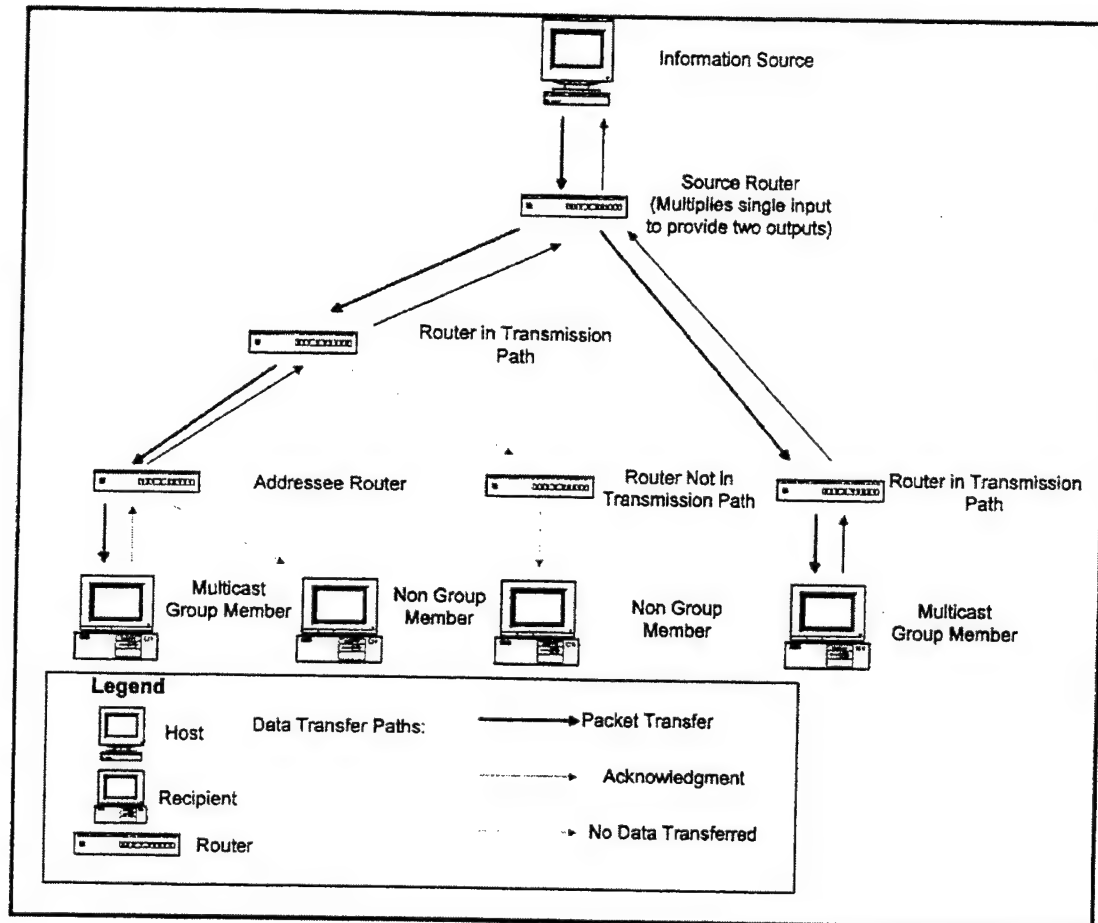 Information Source
Source Router
(Multiplies single input
to provide two outputs)
Router in Transmission
Path
Addressee Router
Router Not In
Transmission Path
Router in Transmission
Path
Multicast
Group Member
Non Group
Member
Non Group
Member
Multicast
Group Member
Legend
Host
Data Transfer Paths:
Packet Transfer
Acknowledgment
Recipient
No Data Transferred
Router